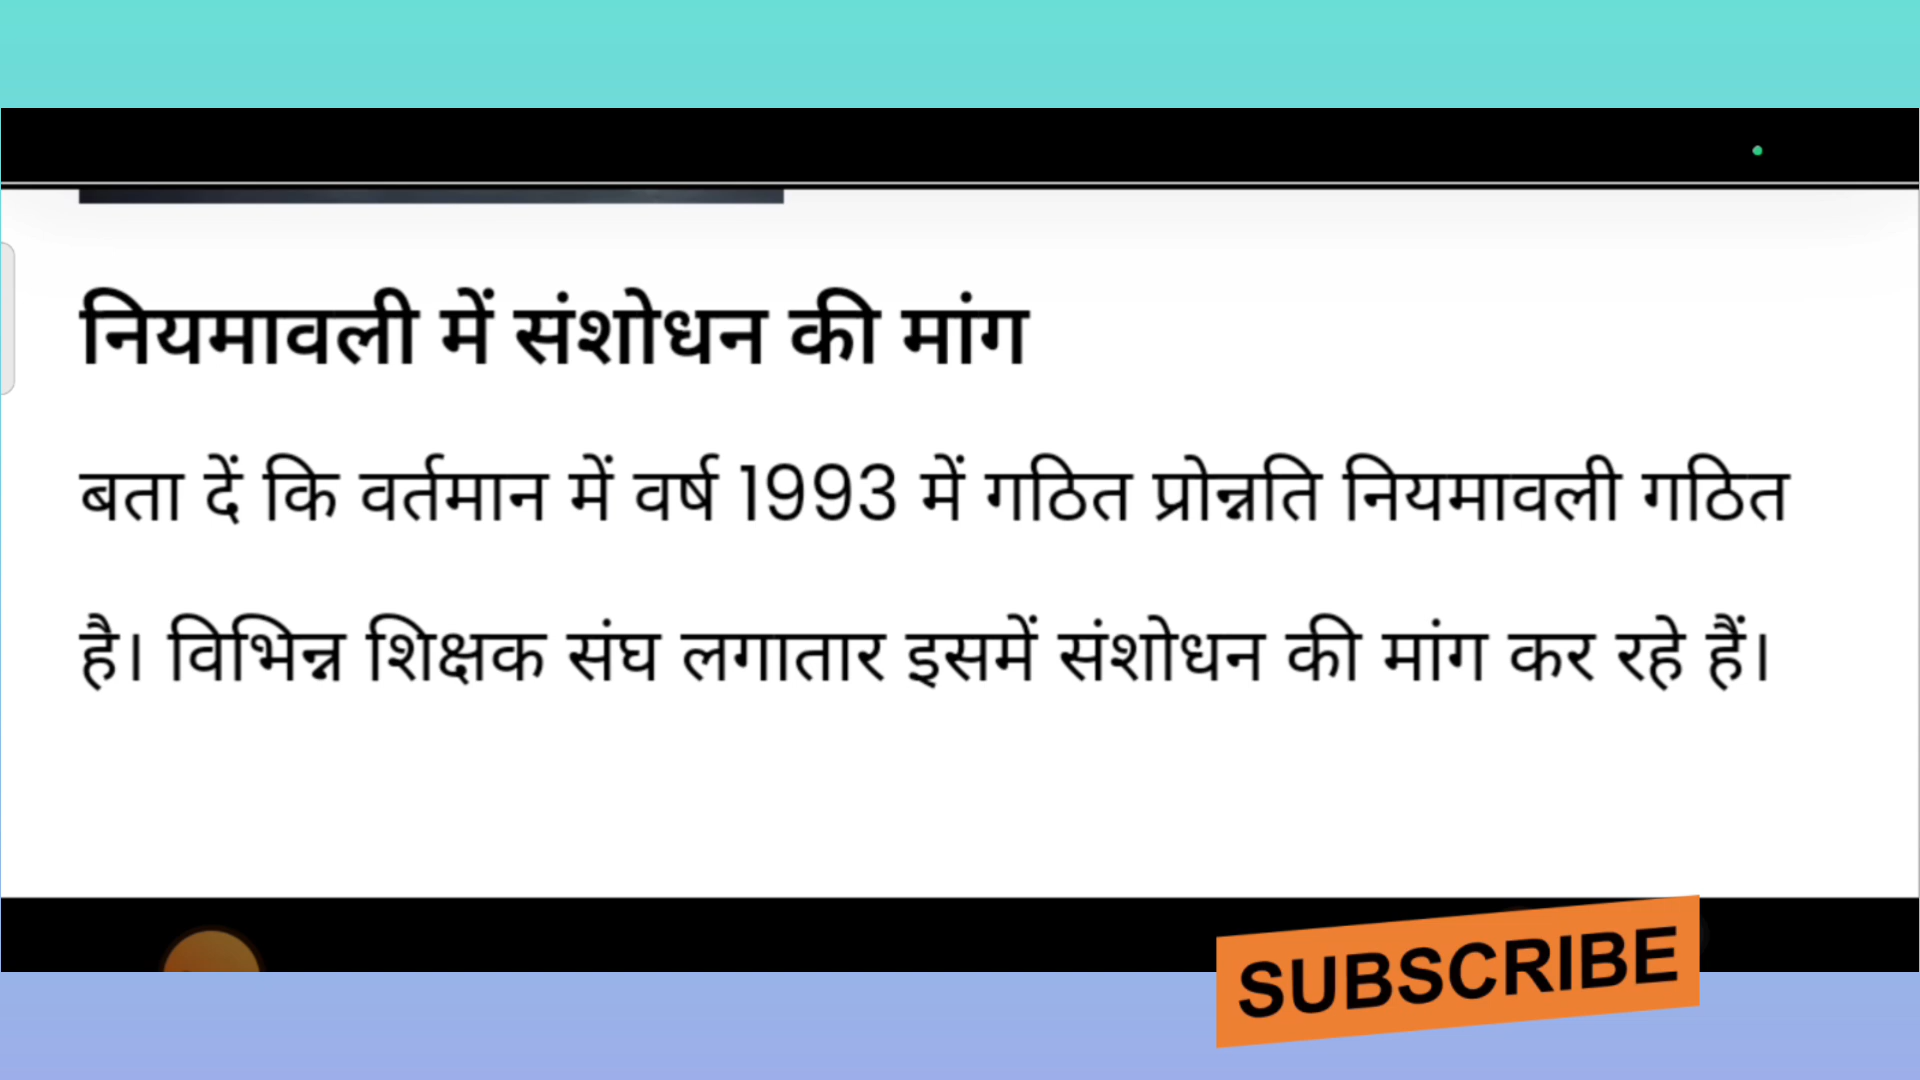 नियमावली में संशोधन की मांग
बता दें कि वर्तमान में वर्ष 1993 में गठित प्रोन्नति नियमावली गठित
है। विभिन्न शिक्षक संघ लगातार इसमें संशोधन की मांग कर रहे हैं।
SUBSCRIBE